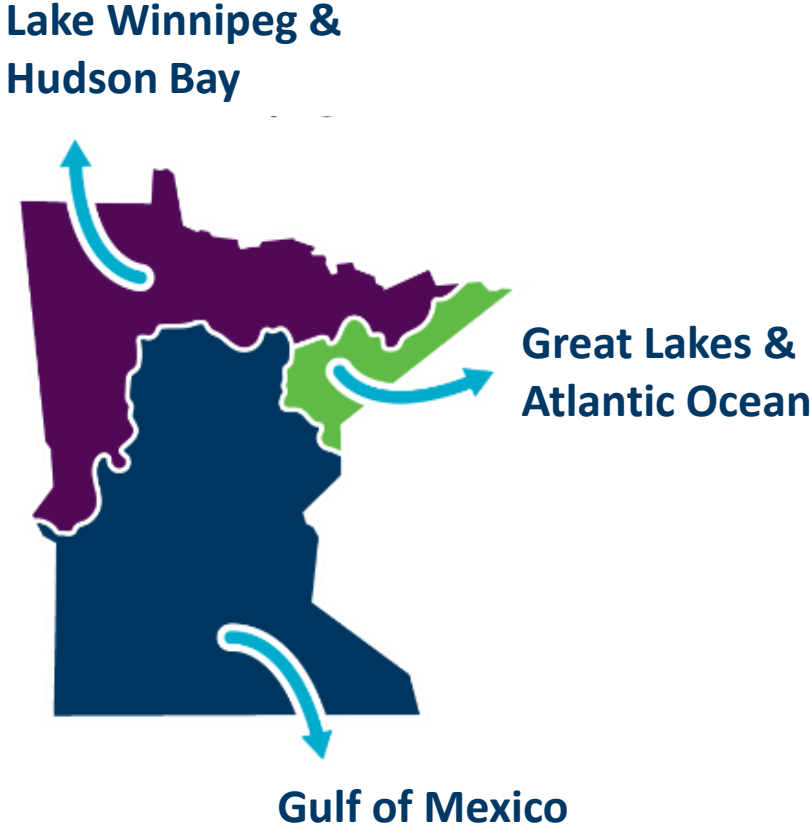 Lake Winnipeg &
Hudson Bay
Great Lakes &
Atlantic Ocean
Gulf of Mexico